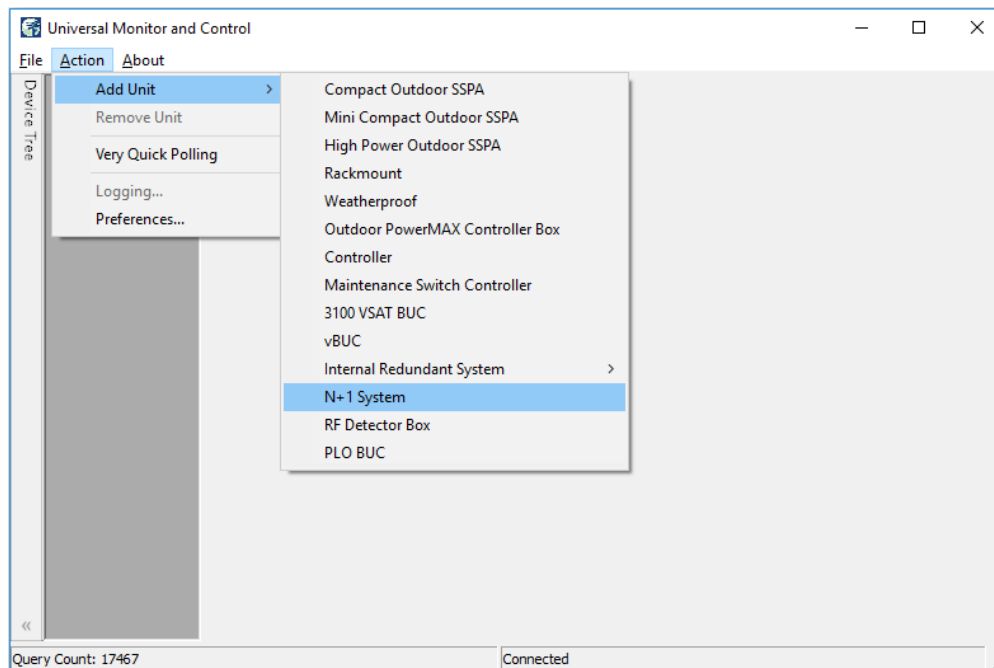 Universal Monitor and Control
File Action About
Device Tree
Add Unit
Remove Unit
Very Quick Polling
Logging...
Preferences...
Compact Outdoor SSPA
Mini Compact Outdoor SSPA
High Power Outdoor SSPA
Rackmount
Weatherproof
Outdoor PowerMAX Controller Box
Controller
Maintenance Switch Controller
3100 VSAT BUC
vBUC
Internal Redundant System
N+1 System
RF Detector Box
PLO BUC
Query Count: 17467
Connected